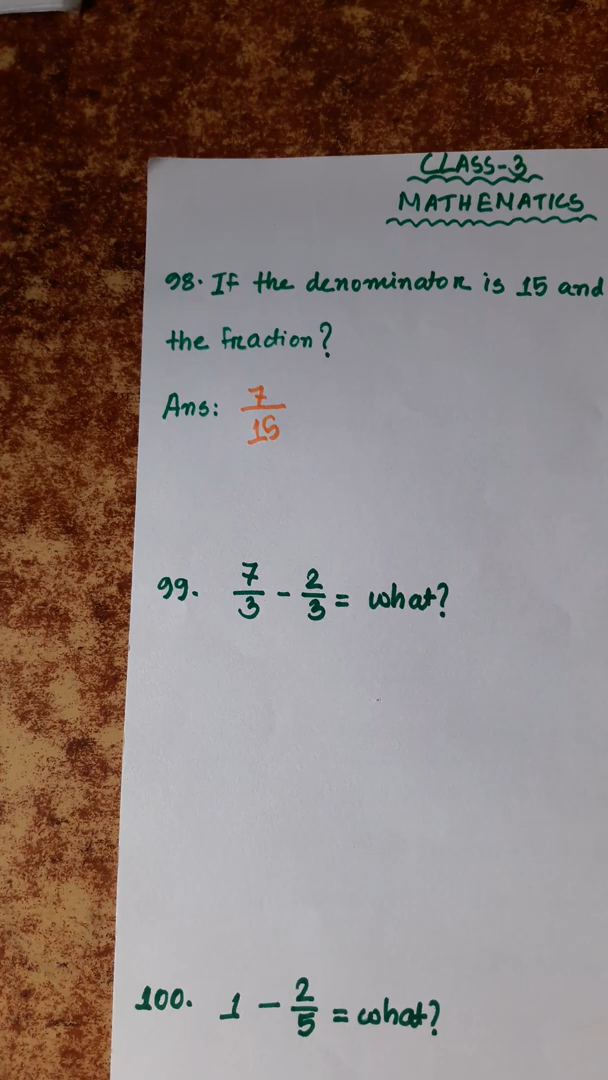 CLASS-3
MATHEMATICS
98. If the denominator is 15 and
the fraction?
Ans: 7/15
99. 7/3 - 2/3 = what?
100. 1 - 2/5 = what?